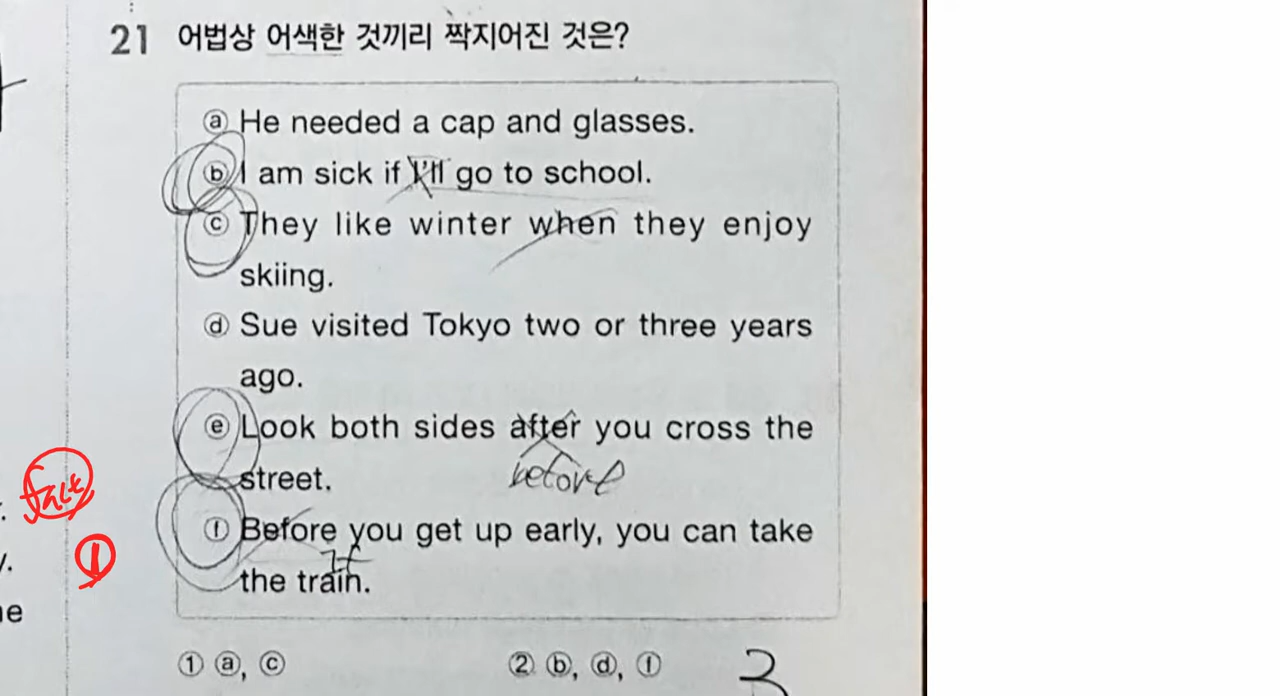 21 어법상 어색한 것끼리 짝지어진 것은?
ⓐ He needed a cap and glasses.
ⓑ I am sick if I'll go to school.
ⓒ They like winter when they enjoy
skiing.
ⓓ Sue visited Tokyo two or three years
ago.
ⓔ Look both sides after you cross the
street.
before
ⓕ Before you get up early, you can take
If
the train.
.
y.
①
ne
① ⓐ, ⓒ ② ⓑ, ⓓ, ⓕ 3